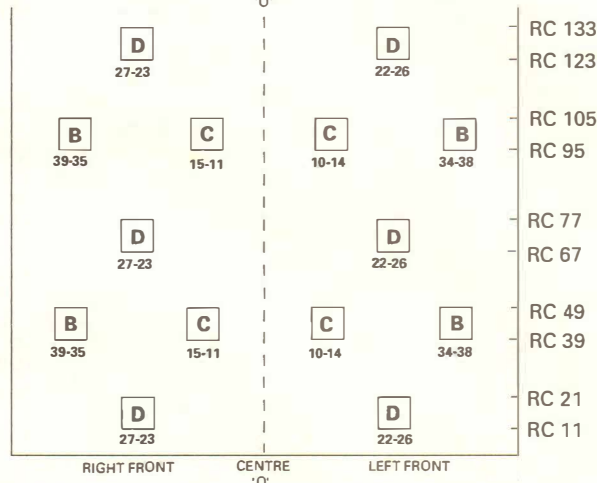 'O'
RC 133
D D
27-23 22-26
RC 123
RC 105
B C C B
39-35 15-11 10-14 34-38
RC 95
RC 77
D D
27-23 22-26
RC 67
RC 49
B C C B
39-35 15-11 10-14 34-38
RC 39
RC 21
D D
27-23 22-26
RC 11
RIGHT FRONT CENTRE LEFT FRONT
'O'